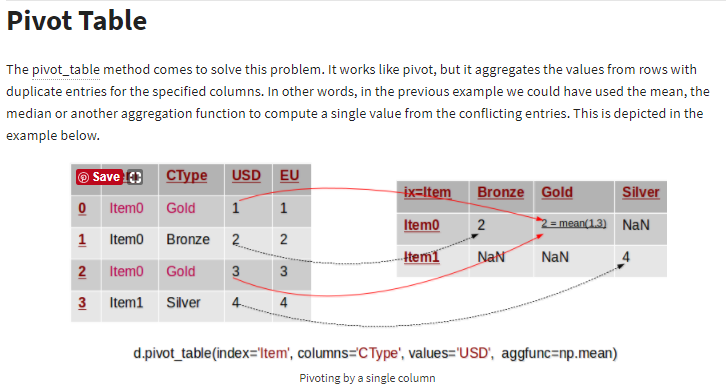 Pivot Table
The pivot_table method comes to solve this problem. It works like pivot, but it aggregates the values from rows with
duplicate entries for the specified columns. In other words, in the previous example we could have used the mean, the
median or another aggregation function to compute a single value from the conflicting entries. This is depicted in the
example below.
Save CType USD EU
0 Item0 Gold 1 1
1 Item0 Bronze 2 2
2 Item0 Gold 3 3
3 Item1 Silver 4 4
ix=Item Bronze Gold Silver
Item0 2 2 = mean(1,3) NaN
Item1 NaN NaN 4
d.pivot_table(index='Item', columns='CType', values='USD', aggfunc=np.mean)
Pivoting by a single column